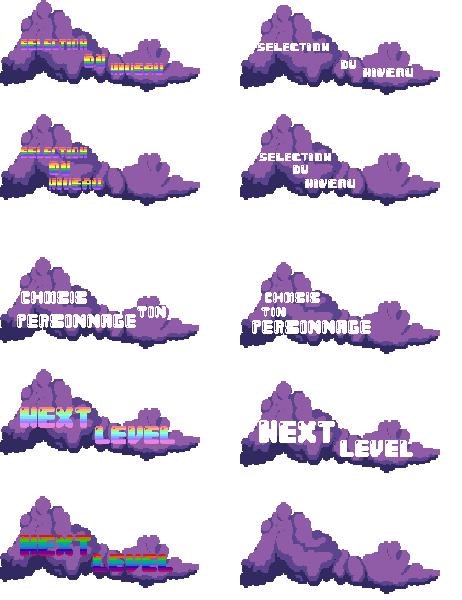 SELECTION
DU
NIVEAU
SELECTION
DU
NIVEAU
SELECTION
DU
NIVEAU
SELECTION
DU
NIVEAU
CHOISIS
TON
PERSONNAGE
CHOISIS
TON
PERSONNAGE
NEXT
LEVEL
NEXT
LEVEL
NEXT
LEVEL